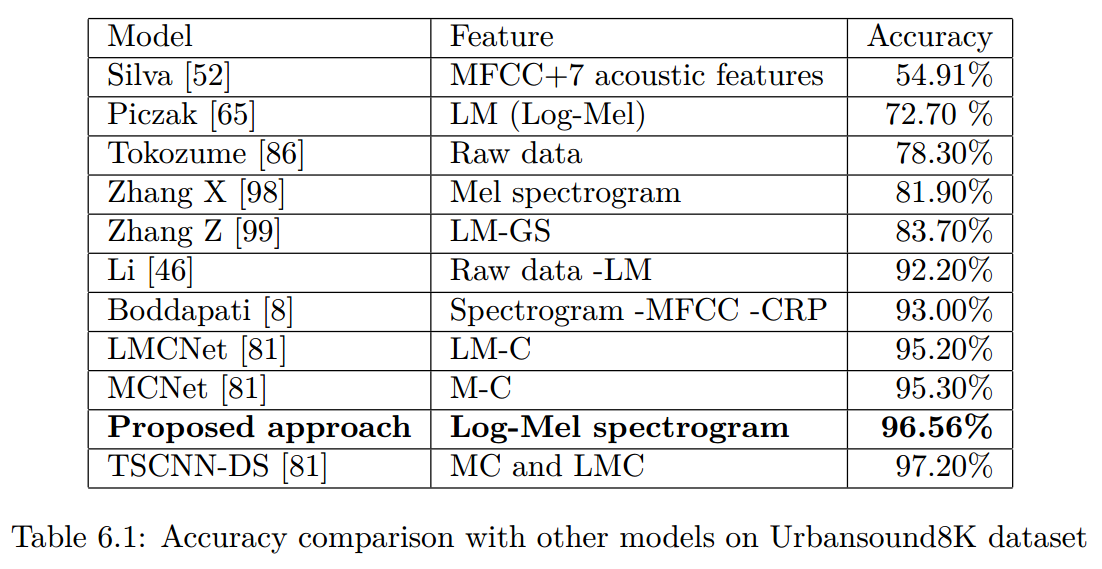 Model Feature Accuracy
Silva [52] MFCC+7 acoustic features 54.91%
Piczak [65] LM (Log-Mel) 72.70 %
Tokozume [86] Raw data 78.30%
Zhang X [98] Mel spectrogram 81.90%
Zhang Z [99] LM-GS 83.70%
Li [46] Raw data -LM 92.20%
Boddapati [8] Spectrogram -MFCC -CRP 93.00%
LMCNet [81] LM-C 95.20%
MCNet [81] M-C 95.30%
Proposed approach Log-Mel spectrogram 96.56%
TSCNN-DS [81] MC and LMC 97.20%
Table 6.1: Accuracy comparison with other models on Urbansound8K dataset